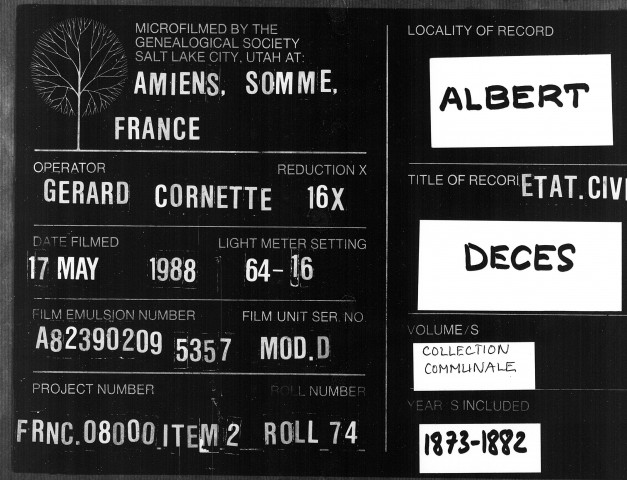 MICROFILMED BY THE
GENEALOGICAL SOCIETY
SALT LAKE CITY, UTAH AT:
AMIENS, SOMME,
FRANCE
OPERATOR REDUCTION X
GERARD CORNETTE 16X
DATE FILMED LIGHT METER SETTING
17 MAY 1988 64-16
FILM EMULSION NUMBER FILM UNIT SER. NO.
A82390209 5357 MOD.D
PROJECT NUMBER ROLL NUMBER
FRNC.08000 ITEM 2 ROLL 74
LOCALITY OF RECORD
ALBERT
TITLE OF RECOR ETAT.CIVI
DECES
VOLUME/S
COLLECTION
COMMUNALE
YEAR S INCLUDED
1873-1882